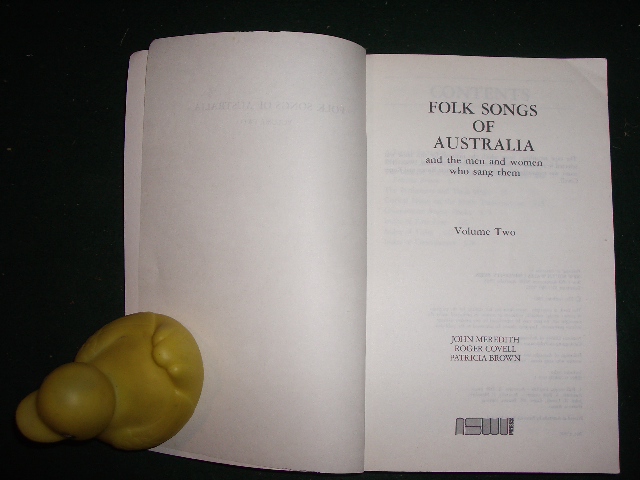 FOLK SONGS
OF
AUSTRALIA
and the men and women
who sang them
Volume Two
JOHN MEREDITH
ROGER COVELL
PATRICIA BROWN
NSWU
PRESS